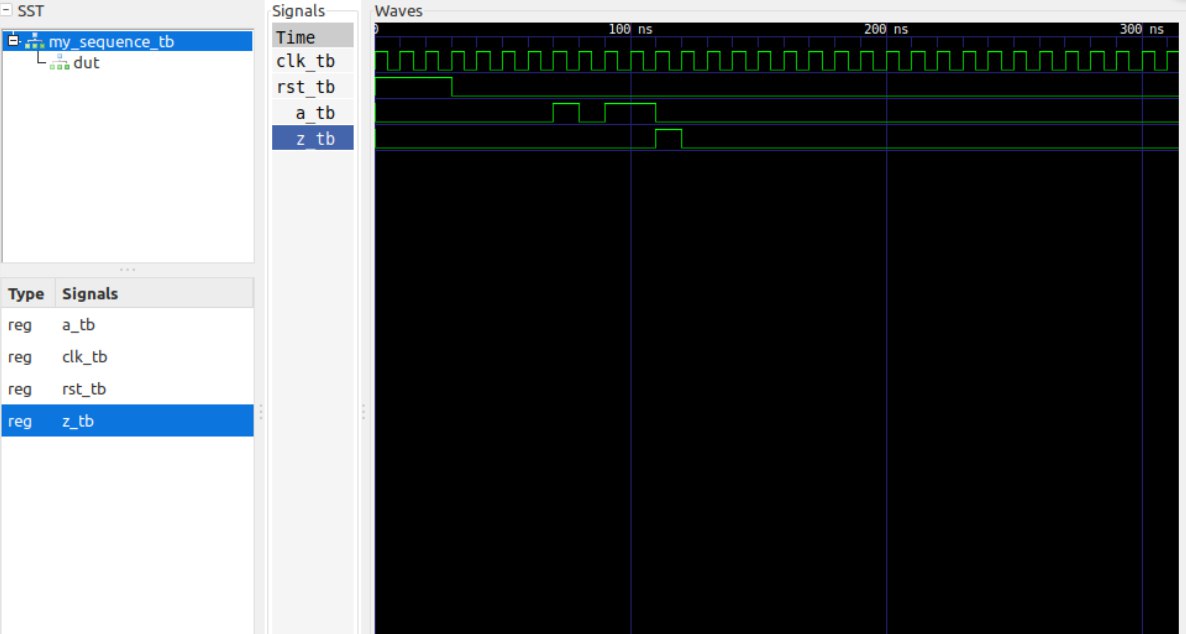 SST
my_sequence_tb
dut
Type Signals
reg a_tb
reg clk_tb
reg rst_tb
reg z_tb
Signals
Time
clk_tb
rst_tb
a_tb
z_tb
Waves
0 100 ns 200 ns 300 ns